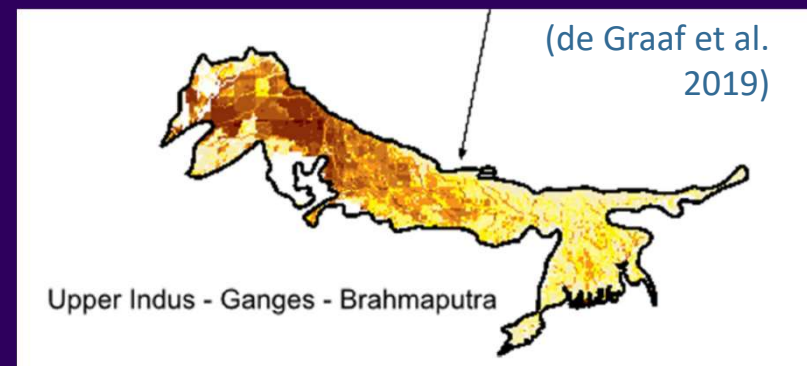 (de Graaf et al.
2019)
Upper Indus - Ganges - Brahmaputra